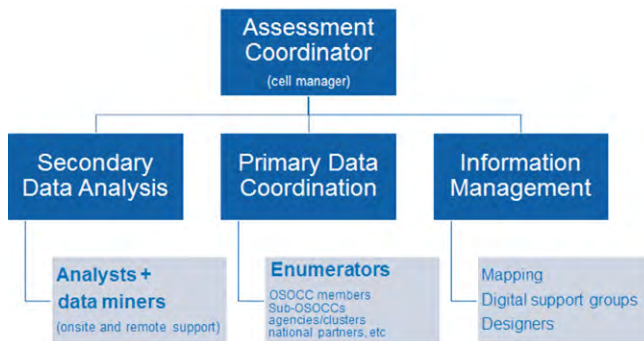 Assessment
Coordinator
(cell manager)
Secondary
Data Analysis
Primary Data
Coordination
Information
Management
Analysts +
data miners
(onsite and remote support)
Enumerators
OSOCC members
Sub-OSOCCs
agencies/clusters
national partners, etc
Mapping
Digital support groups
Designers